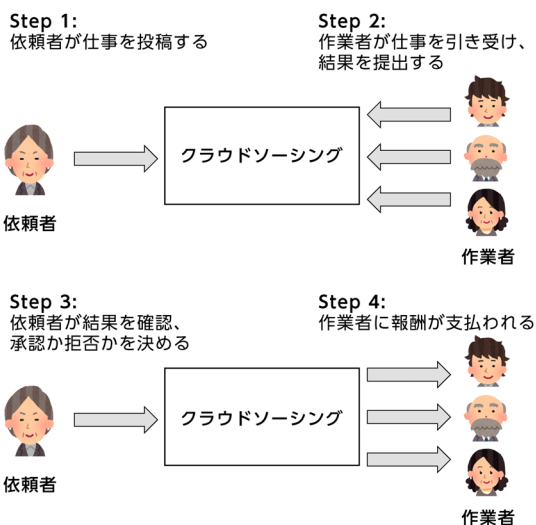 Step 1:
依頼者が仕事を投稿する
Step 2:
作業者が仕事を引き受け、
結果を提出する
クラウドソーシング
依頼者
作業者
Step 3:
依頼者が結果を確認、
承認か拒否かを決める
Step 4:
作業者に報酬が支払われる
クラウドソーシング
依頼者
作業者